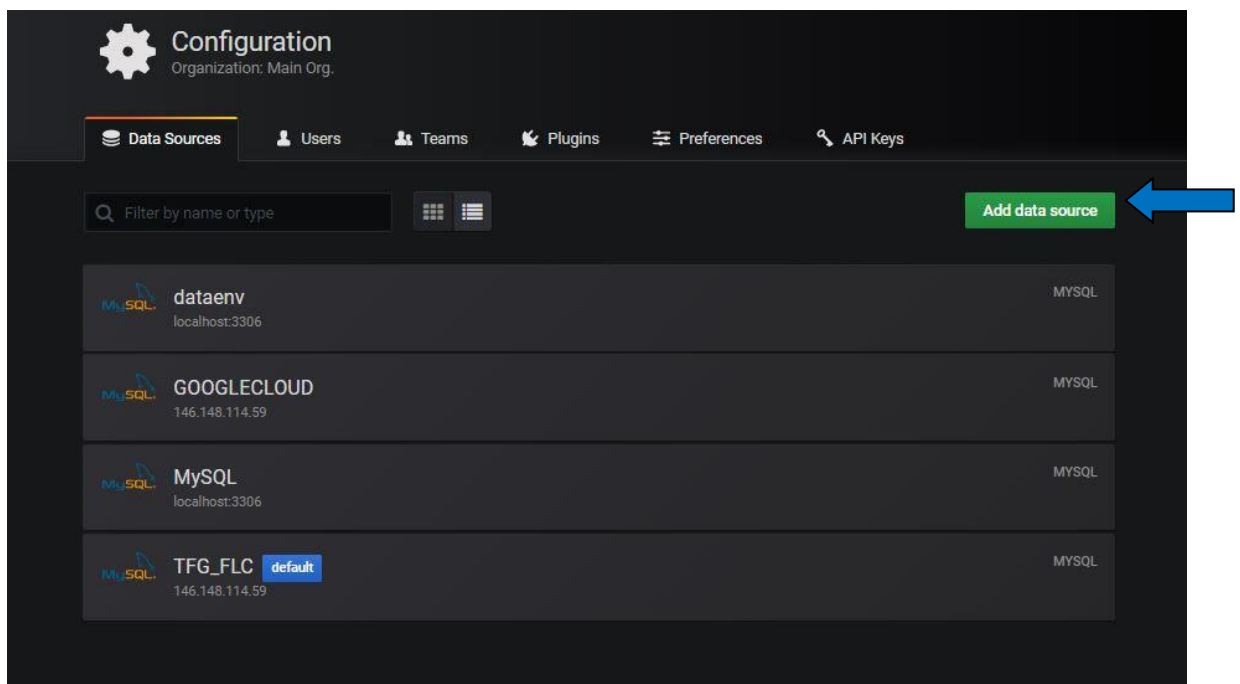 Configuration
Organization: Main Org.
Data Sources Users Teams Plugins Preferences API Keys
Filter by name or type
Add data source
MySQL. dataenv MYSQL
localhost:3306
MySQL. GOOGLECLOUD MYSQL
146.148.114.59
MySQL. MySQL MYSQL
localhost:3306
MySQL. TFG_FLC default MYSQL
146.148.114.59